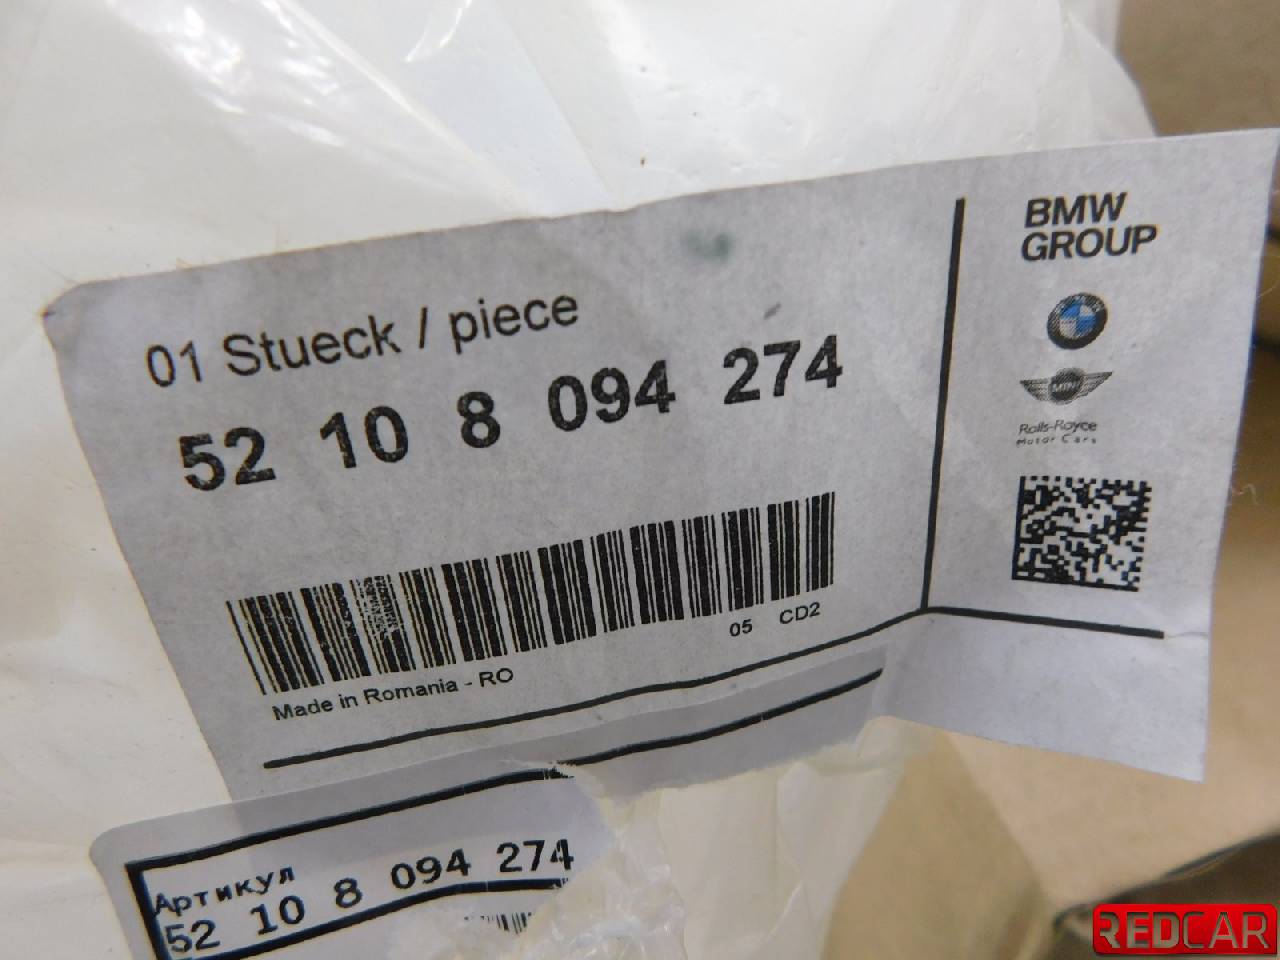 BMW
GROUP
01 Stueck / piece
52 10 8 094 274
MINI
Rolls-Royce
Motor Cars
05 CD2
Made in Romania - RO
Артикул
52 10 8 094 274
REDCAR